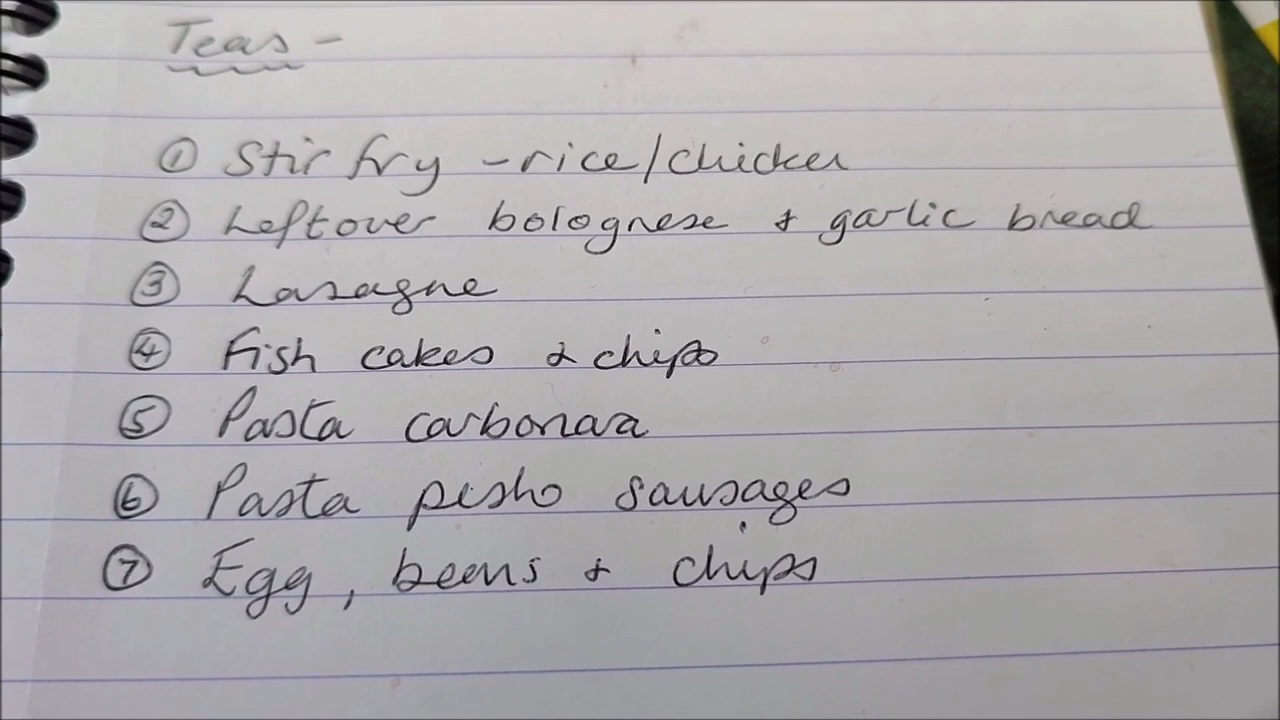 Teas -
① Stir fry - rice/chicken
② Leftover bolognese & garlic bread
③ Lasagne
④ Fish cakes & chips
⑤ Pasta carbonara
⑥ Pasta pesto sausages
⑦ Egg, beans & chips